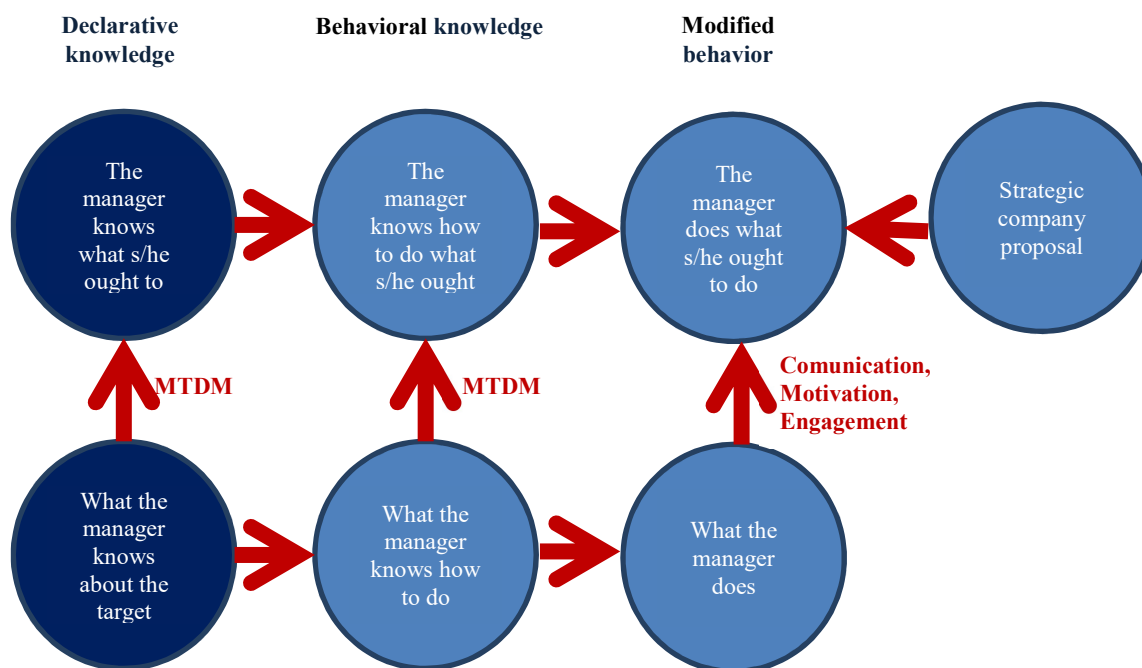 Declarative
knowledge
Behavioral knowledge
Modified
behavior
The
manager
knows
what s/he
ought to
The
manager
knows how
to do what
s/he ought
The
manager
does what
s/he ought
to do
Strategic
company
proposal
MTDM
MTDM
Comunication,
Motivation,
Engagement
What the
manager
knows
about the
target
What the
manager
knows how
to do
What the
manager
does